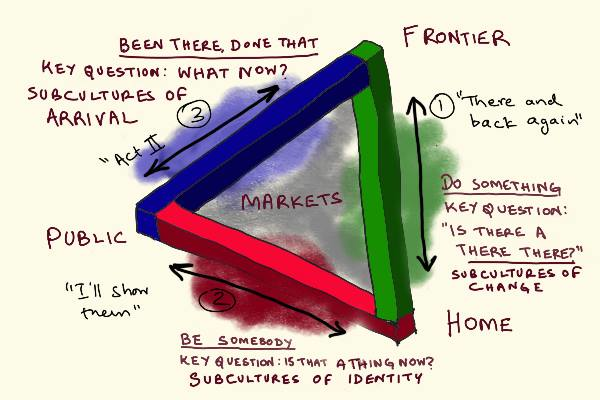 BEEN THERE, DONE THAT
KEY QUESTION: WHAT NOW?
SUBCULTURES OF
ARRIVAL
FRONTIER
3
"Act II
1 "There and
back again"
MARKETS
DO SOMETHING
KEY QUESTION:
"IS THERE A
THERE THERE?"
SUBCULTURES OF
CHANGE
PUBLIC
"I'll show
them"
2
HOME
BE SOMEBODY
KEY QUESTION: IS THAT A THING NOW?
SUBCULTURES OF IDENTITY